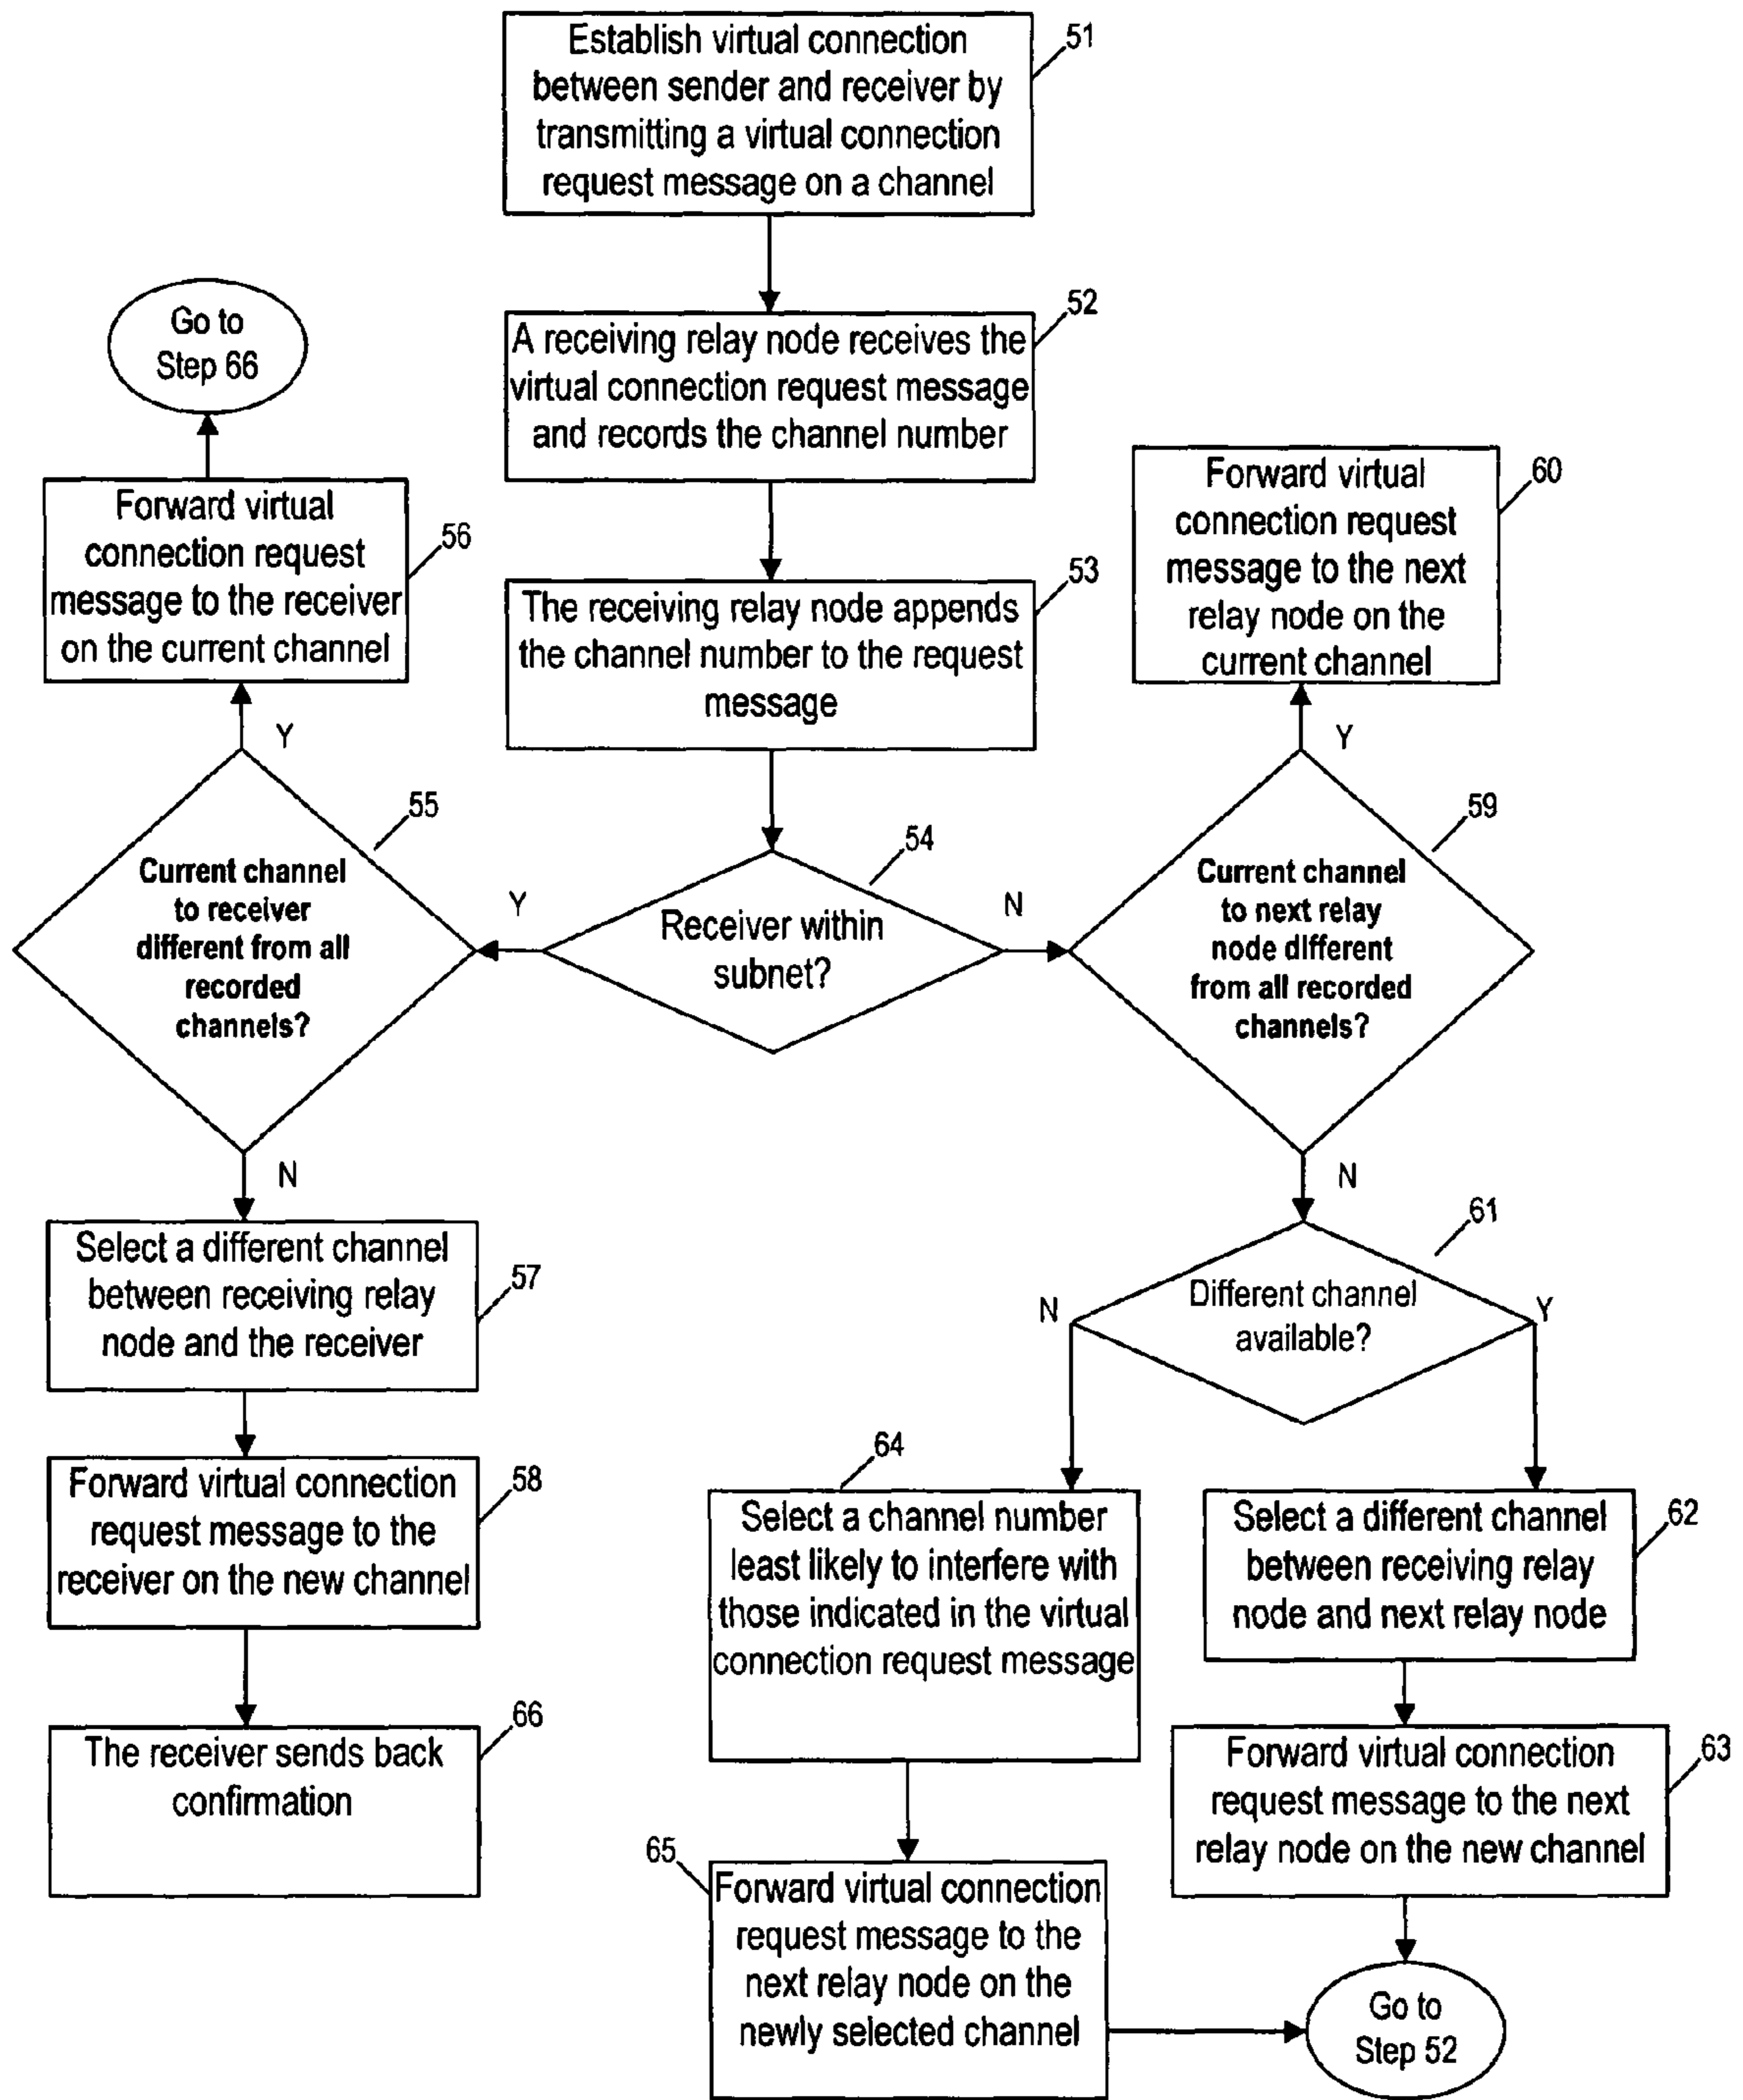 Establish virtual connection
between sender and receiver by
transmitting a virtual connection
request message on a channel
51
Go to
Step 66
A receiving relay node receives the
virtual connection request message
and records the channel number
52
Forward virtual
connection request
message to the receiver
on the current channel
56
The receiving relay node appends
the channel number to the request
message
53
Forward virtual
connection request
message to the next
relay node on the
current channel
60
Y
Y
Current channel
to receiver
different from all
recorded
channels?
55
Y
Receiver within
subnet?
54
N
Current channel
to next relay
node different
from all recorded
channels?
59
N
N
Select a different channel
between receiving relay
node and the receiver
57
Different channel
available?
61
N
Y
Forward virtual connection
request message to the
receiver on the new channel
58
Select a channel number
least likely to interfere with
those indicated in the virtual
connection request message
64
Select a different channel
between receiving relay
node and next relay node
62
The receiver sends back
confirmation
66
Forward virtual connection
request message to the next
relay node on the new channel
63
65
Forward virtual connection
request message to the
next relay node on the
newly selected channel
Go to
Step 52